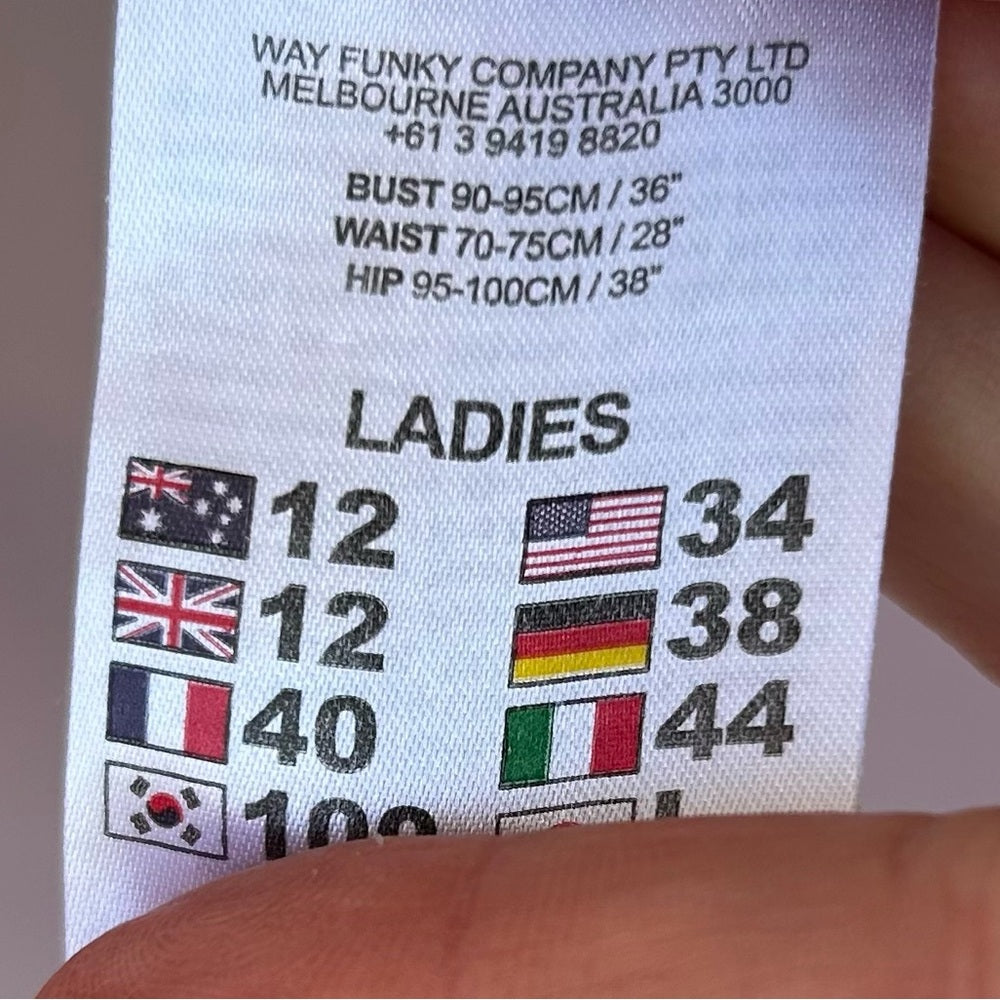 WAY FUNKY COMPANY PTY LTD
MELBOURNE AUSTRALIA 3000
+61 3 9419 8820
BUST 90-95CM / 36"
WAIST 70-75CM / 28"
HIP 95-100CM / 38"
LADIES
12 34
12 38
40 44